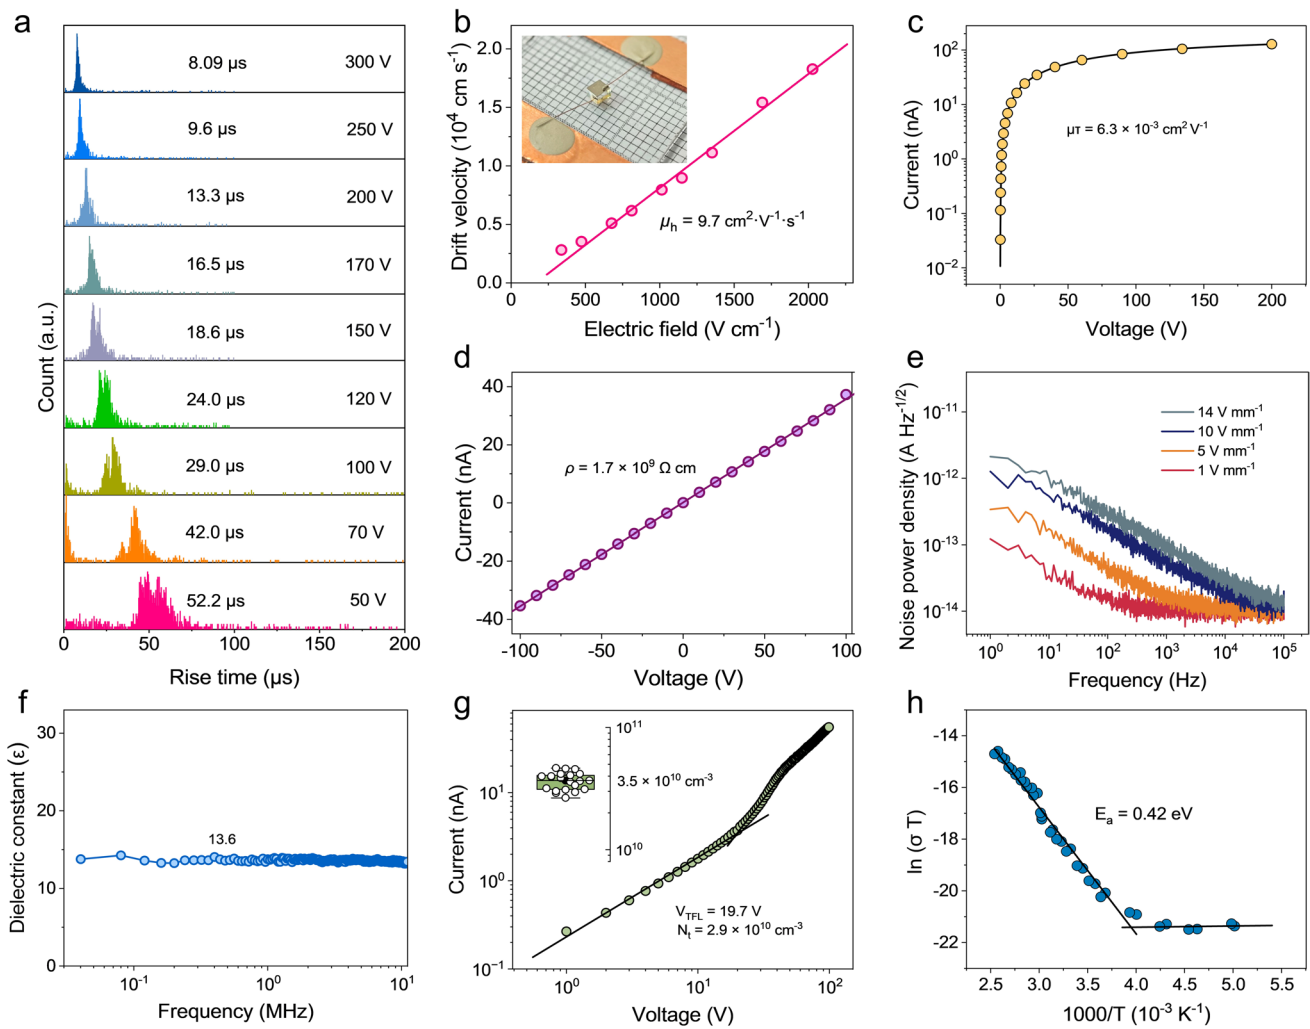 a
8.09 µs 300 V
9.6 µs 250 V
13.3 µs 200 V
16.5 µs 170 V
18.6 µs 150 V
24.0 µs 120 V
29.0 µs 100 V
42.0 µs 70 V
52.2 µs 50 V
Count (a.u.)
0 50 100 150 200
Rise time (µs)
b
Drift velocity (10⁴ cm s⁻¹)
2.0
1.5
1.0
0.5
0.0
μₕ = 9.7 cm²·V⁻¹·s⁻¹
0 500 1000 1500 2000
Electric field (V cm⁻¹)
c
Current (nA)
10²
10¹
10⁰
10⁻¹
10⁻²
μτ = 6.3 × 10⁻³ cm² V⁻¹
0 50 100 150 200
Voltage (V)
d
Current (nA)
40
20
0
-20
-40
ρ = 1.7 × 10⁹ Ω cm
-100 -50 0 50 100
Voltage (V)
e
Noise power density (A Hz⁻¹/²)
10⁻¹¹
10⁻¹²
10⁻¹³
10⁻¹⁴
14 V mm⁻¹
10 V mm⁻¹
5 V mm⁻¹
1 V mm⁻¹
10⁰ 10¹ 10² 10³ 10⁴ 10⁵
Frequency (Hz)
f
Dielectric constant (ε)
30
20
10
0
13.6
10⁻¹ 10⁰ 10¹
Frequency (MHz)
g
Current (nA)
10¹
10⁰
10⁻¹
10¹¹
3.5 × 10¹⁰ cm⁻³
10¹⁰
V_TFL = 19.7 V
Nₜ = 2.9 × 10¹⁰ cm⁻³
10⁰ 10¹ 10²
Voltage (V)
h
ln (σ T)
-14
-16
-18
-20
-22
Eₐ = 0.42 eV
2.5 3.0 3.5 4.0 4.5 5.0
1000/T (10⁻³ K⁻¹)